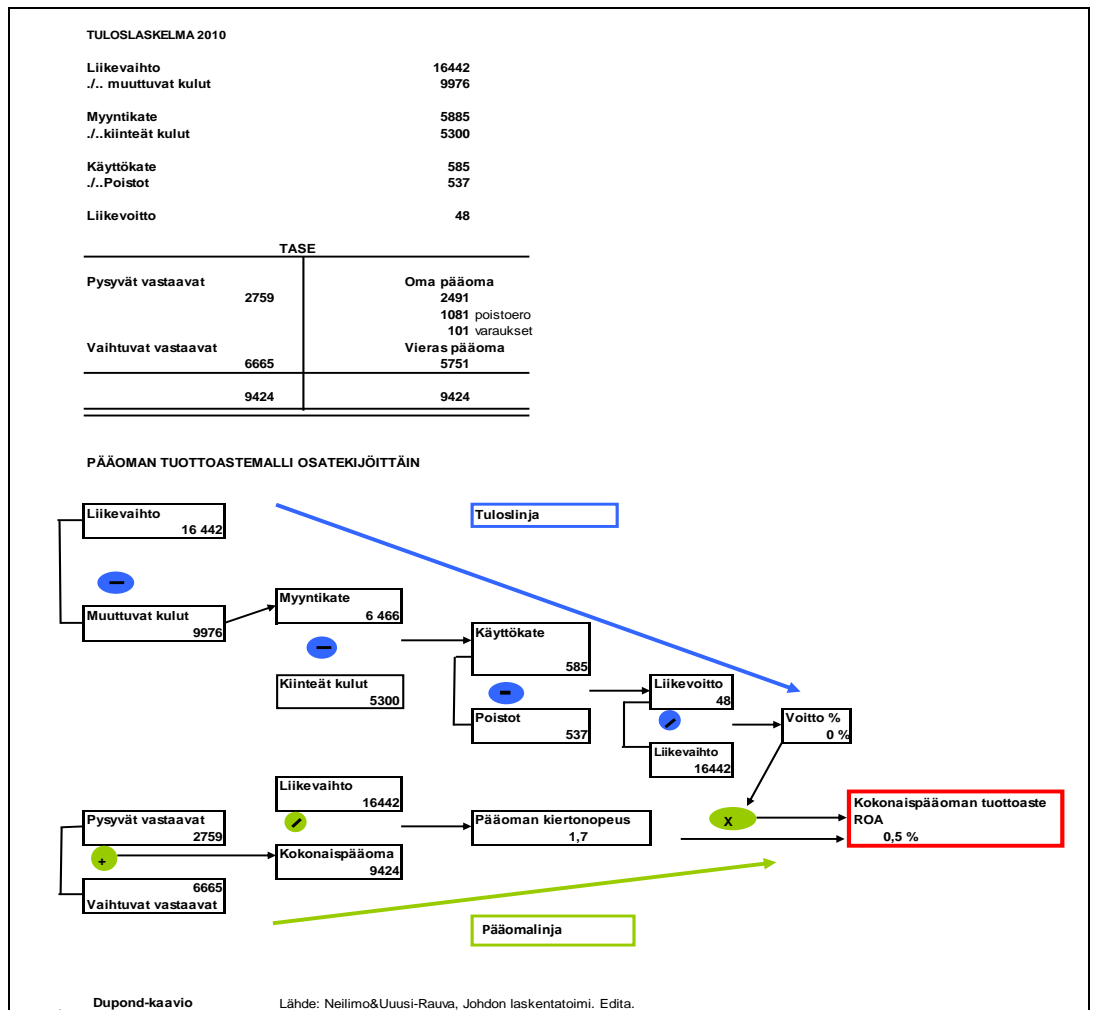 TULOSLASKELMA 2010
Liikevaihto 16442
./.. muuttuvat kulut 9976
Myyntikate 5885
./..kiinteät kulut 5300
Käyttökate 585
./..Poistot 537
Liikevoitto 48
TASE
Pysyvät vastaavat Oma pääoma
2759 2491
1081 poistoero
101 varaukset
Vaihtuvat vastaavat Vieras pääoma
6665 5751
9424 9424
PÄÄOMAN TUOTTOASTEMALLI OSATEKIJÖITTÄIN
Liikevaihto
16 442
Tuloslinja
–
Muuttuvat kulut
9976
Myyntikate
6 466
–
Kiinteät kulut
5300
Käyttökate
585
-
Poistot
537
Liikevoitto
48
/
Liikevaihto
16442
Voitto %
0 %
Liikevaihto
16442
/
Kokonaispääoma
9424
Pysyvät vastaavat
2759
+
6665
Vaihtuvat vastaavat
Pääoman kiertonopeus
1,7
X
Kokonaispääoman tuottoaste
ROA
0,5 %
Pääomalinja
Dupond-kaavio Lähde: Neilimo&Uuusi-Rauva, Johdon laskentatoimi. Edita.